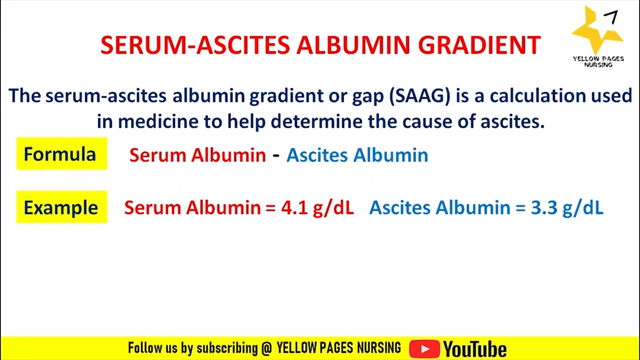 SERUM-ASCITES ALBUMIN GRADIENT
YELLOW PAGES
NURSING
The serum-ascites albumin gradient or gap (SAAG) is a calculation used
in medicine to help determine the cause of ascites.
Formula Serum Albumin - Ascites Albumin
Example Serum Albumin = 4.1 g/dL Ascites Albumin = 3.3 g/dL
Follow us by subscribing @ YELLOW PAGES NURSING YouTube